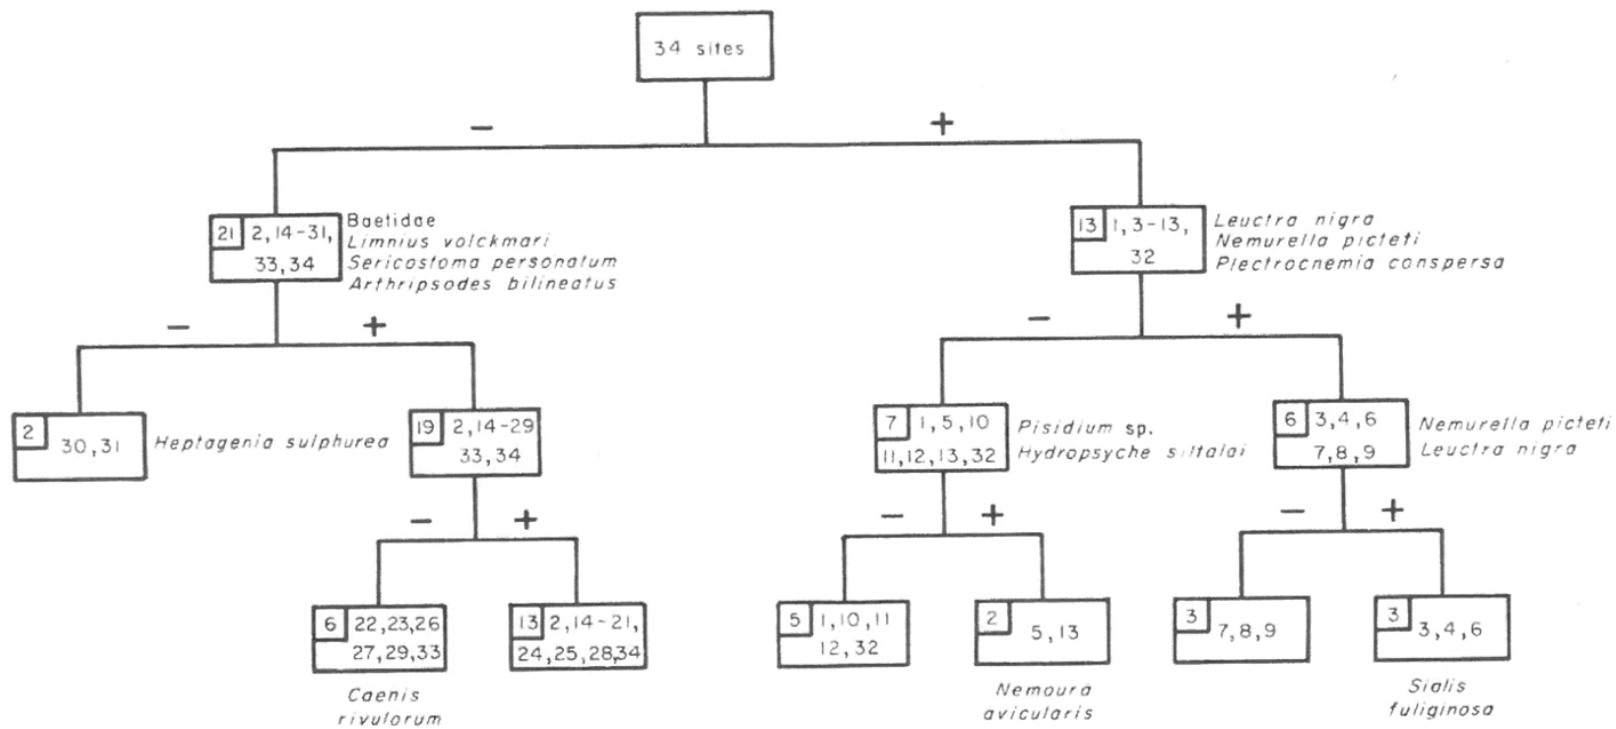 34 sites
−
+
21 2,14-31,
33,34
Baetidae
Limnius volckmari
Sericostoma personatum
Arthripsodes bilineatus
13 1,3-13,
32
Leuctra nigra
Nemurella picteti
Plectrocnemia conspersa
−
+
−
+
2 30,31
Heptagenia sulphurea
19 2,14-29
33,34
7 1,5,10
11,12,13,32
Pisidium sp.
Hydropsyche siltalai
6 3,4,6
7,8,9
Nemurella picteti
Leuctra nigra
−
+
−
+
−
+
6 22,23,26
27,29,33
13 2,14-21,
24,25,28,34
5 1,10,11
12,32
2 5,13
3 7,8,9
3 3,4,6
Caenis
rivulorum
Nemoura
avicularis
Sialis
fuliginosa